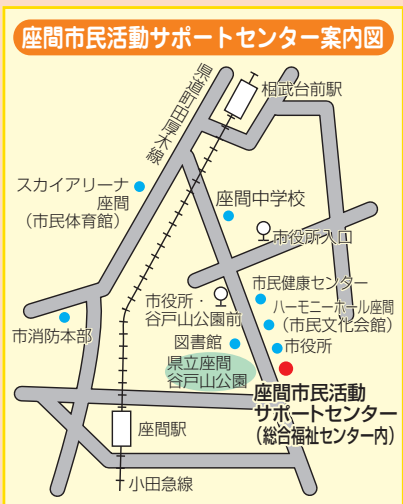 座間市民活動サポートセンター案内図
県道町田厚木線
相武台前駅
スカイアリーナ
座間
(市民体育館)
座間中学校
市役所入口
市民健康センター
市役所・
谷戸山公園前
ハーモニーホール座間
(市民文化会館)
市消防本部
図書館
市役所
県立座間
谷戸山公園
座間市民活動
サポートセンター
(総合福祉センター内)
座間駅
小田急線